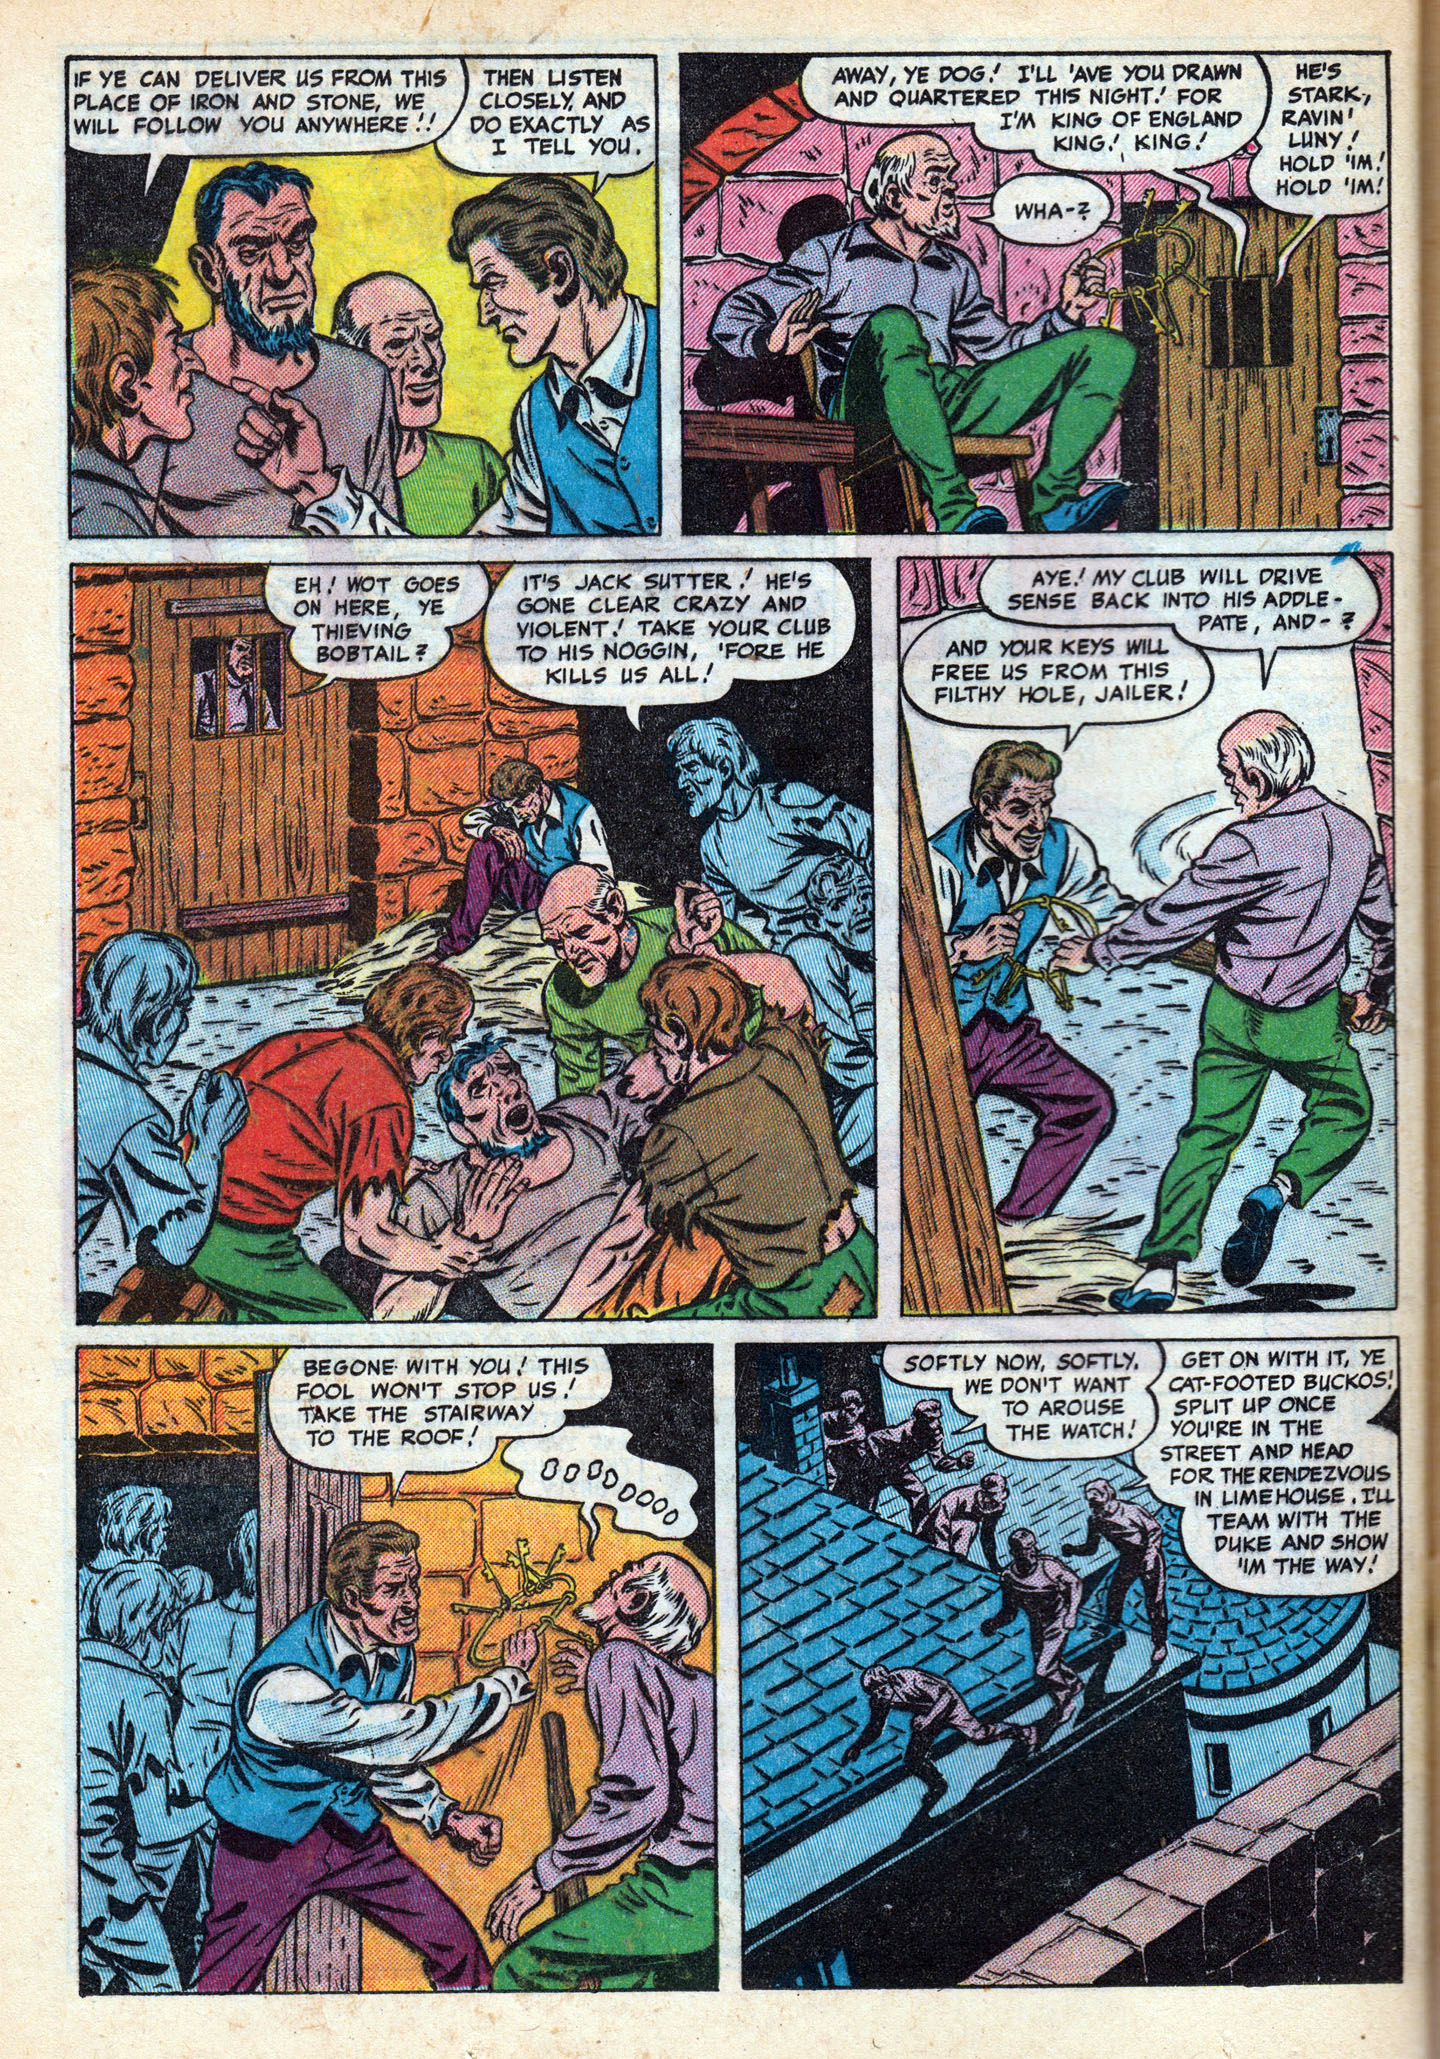 IF YE CAN DELIVER US FROM THIS
PLACE OF IRON AND STONE, WE
WILL FOLLOW YOU ANYWHERE!!
THEN LISTEN
CLOSELY, AND
DO EXACTLY AS
I TELL YOU.
AWAY, YE DOG! I'LL 'AVE YOU DRAWN
AND QUARTERED THIS NIGHT! FOR
I'M KING OF ENGLAND
KING! KING!
WHA-?
HE'S
STARK,
RAVIN'
LUNY!
HOLD 'IM!
HOLD 'IM!
EH! WOT GOES
ON HERE, YE
THIEVING
BOBTAIL?
IT'S JACK SUTTER! HE'S
GONE CLEAR CRAZY AND
VIOLENT! TAKE YOUR CLUB
TO HIS NOGGIN, 'FORE HE
KILLS US ALL!
AYE! MY CLUB WILL DRIVE
SENSE BACK INTO HIS ADDLE-
PATE, AND-?
AND YOUR KEYS WILL
FREE US FROM THIS
FILTHY HOLE, JAILER!
BEGONE WITH YOU! THIS
FOOL WON'T STOP US!
TAKE THE STAIRWAY
TO THE ROOF!
OOOOOOOOO
SOFTLY NOW, SOFTLY.
WE DON'T WANT
TO AROUSE
THE WATCH!
GET ON WITH IT, YE
CAT-FOOTED BUCKOS!
SPLIT UP ONCE
YOU'RE IN THE
STREET AND HEAD
FOR THE RENDEZVOUS
IN LIMEHOUSE. I'LL
TEAM WITH THE
DUKE AND SHOW
'IM THE WAY!